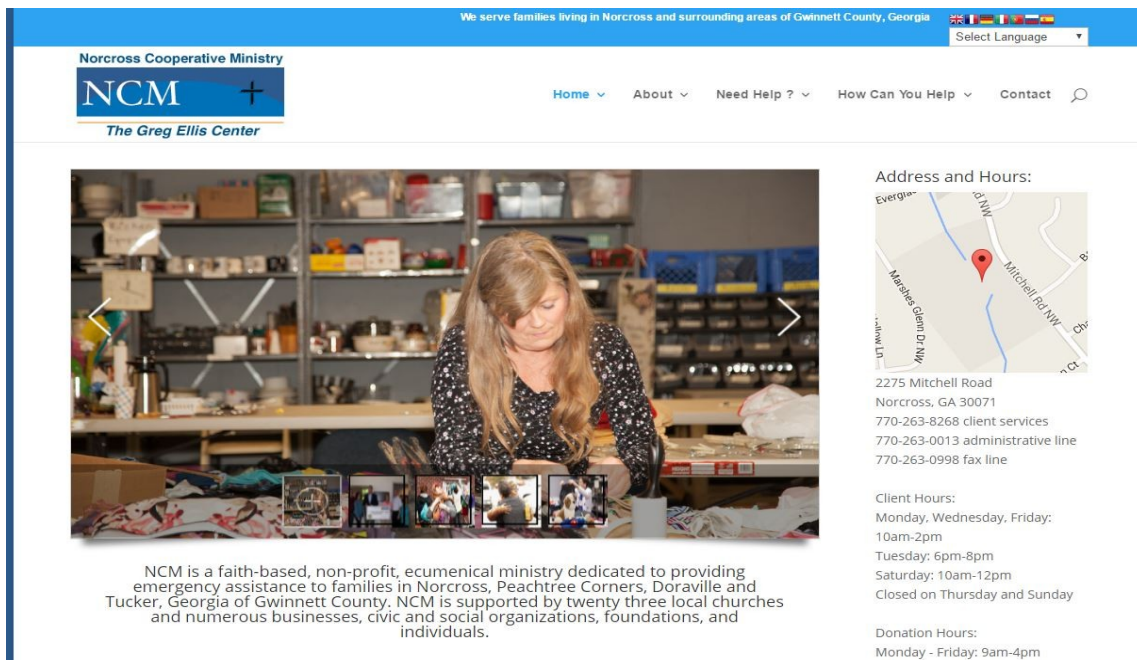 We serve families living in Norcross and surrounding areas of Gwinnett County, Georgia
Select Language
Norcross Cooperative Ministry
NCM
The Greg Ellis Center
Home
About
Need Help ?
How Can You Help
Contact
Address and Hours:
Mitchell Rd NW
Marshes Glenn Dr NW
2275 Mitchell Road
Norcross, GA 30071
770-263-8268 client services
770-263-0013 administrative line
770-263-0998 fax line
Client Hours:
Monday, Wednesday, Friday:
10am-2pm
Tuesday: 6pm-8pm
Saturday: 10am-12pm
Closed on Thursday and Sunday
Donation Hours:
Monday - Friday: 9am-4pm
NCM is a faith-based, non-profit, ecumenical ministry dedicated to providing
emergency assistance to families in Norcross, Peachtree Corners, Doraville and
Tucker, Georgia of Gwinnett County. NCM is supported by twenty three local churches
and numerous businesses, civic and social organizations, foundations, and
individuals.